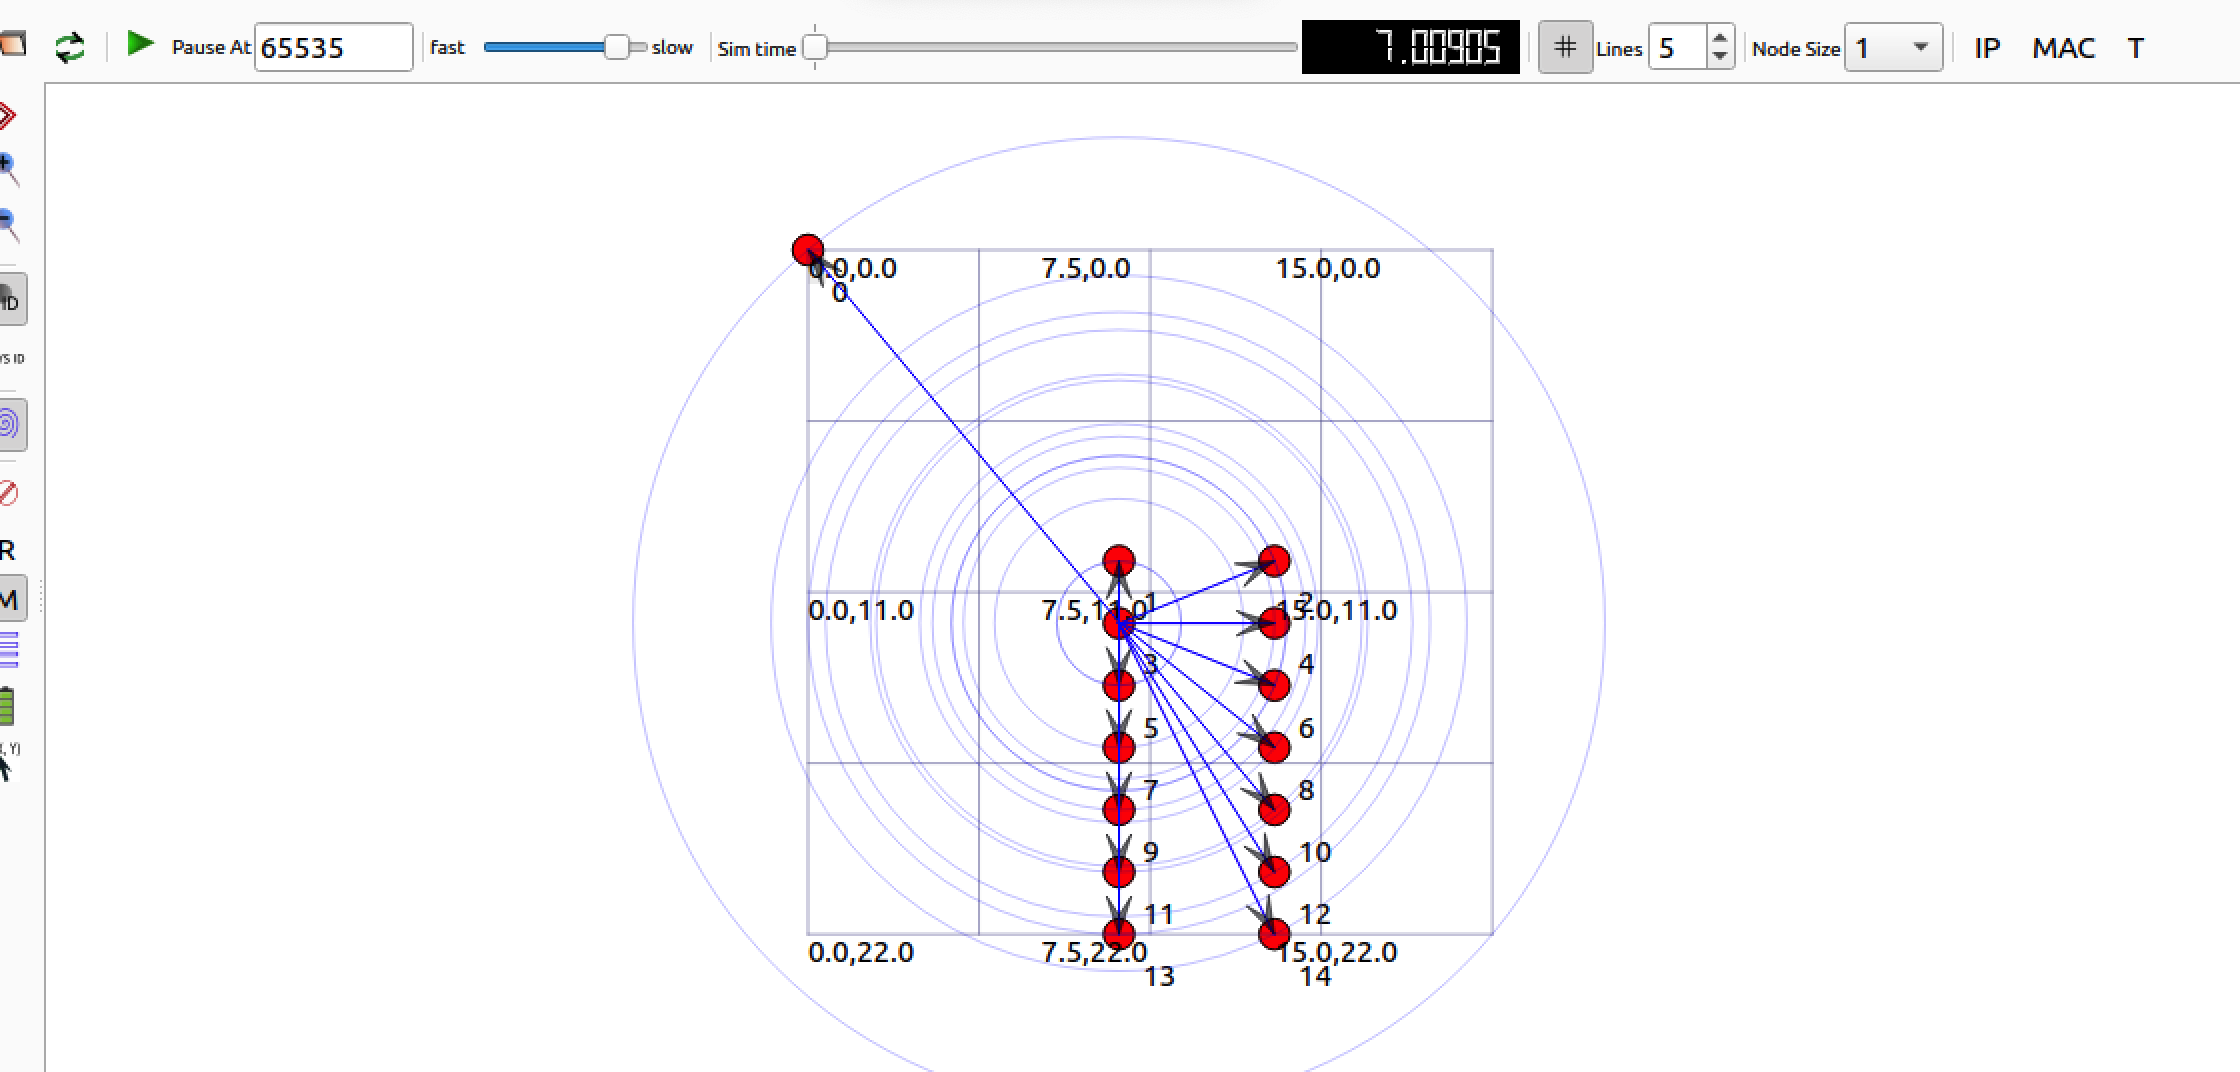 Pause At 65535 fast slow Sim time 7.00905 # Lines 5 Node Size 1 IP MAC T
ID
0.0,0.0 7.5,0.0 15.0,0.0
0
R
M
1 2
0.0,11.0 7.5,11.0 15.0,11.0
3 4
5 6
7 8
9 10
11 12
0.0,22.0 7.5,22.0 15.0,22.0
13 14